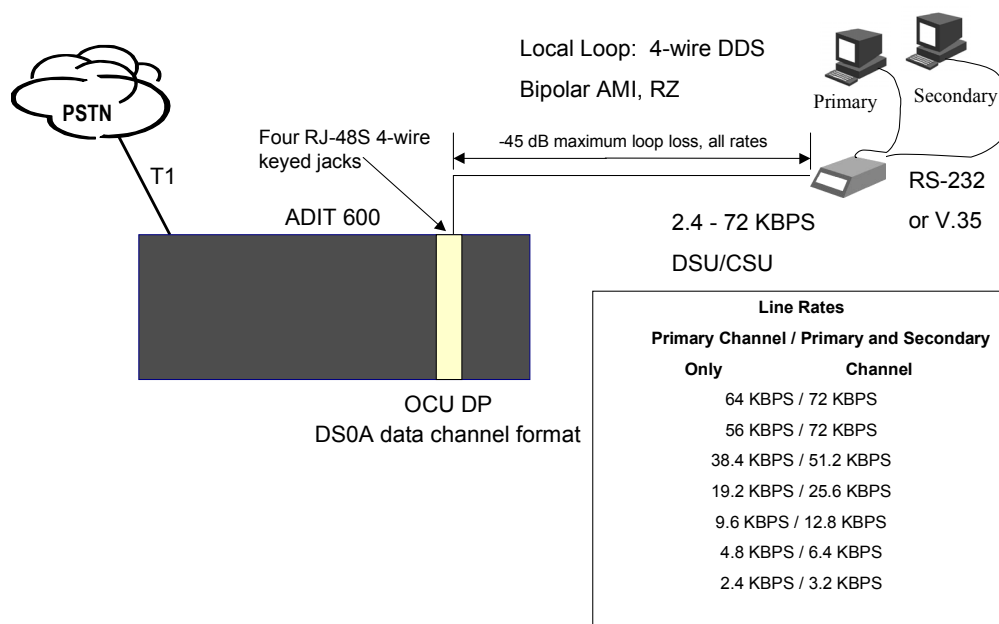 PSTN
T1
Local Loop: 4-wire DDS
Bipolar AMI, RZ
Primary
Secondary
Four RJ-48S 4-wire
keyed jacks
-45 dB maximum loop loss, all rates
RS-232
or V.35
ADIT 600
2.4 - 72 KBPS
DSU/CSU
OCU DP
DS0A data channel format
Line Rates
Primary Channel / Primary and Secondary
Only Channel
64 KBPS / 72 KBPS
56 KBPS / 72 KBPS
38.4 KBPS / 51.2 KBPS
19.2 KBPS / 25.6 KBPS
9.6 KBPS / 12.8 KBPS
4.8 KBPS / 6.4 KBPS
2.4 KBPS / 3.2 KBPS